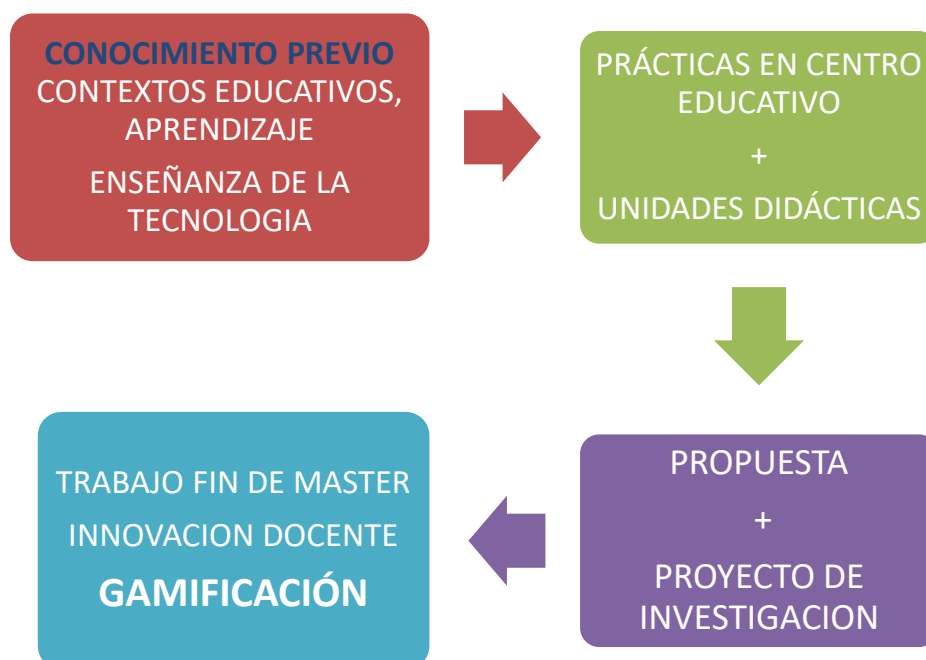 CONOCIMIENTO PREVIO
CONTEXTOS EDUCATIVOS,
APRENDIZAJE
ENSEÑANZA DE LA
TECNOLOGIA
PRÁCTICAS EN CENTRO
EDUCATIVO
+
UNIDADES DIDÁCTICAS
PROPUESTA
+
PROYECTO DE
INVESTIGACION
TRABAJO FIN DE MASTER
INNOVACION DOCENTE
GAMIFICACIÓN